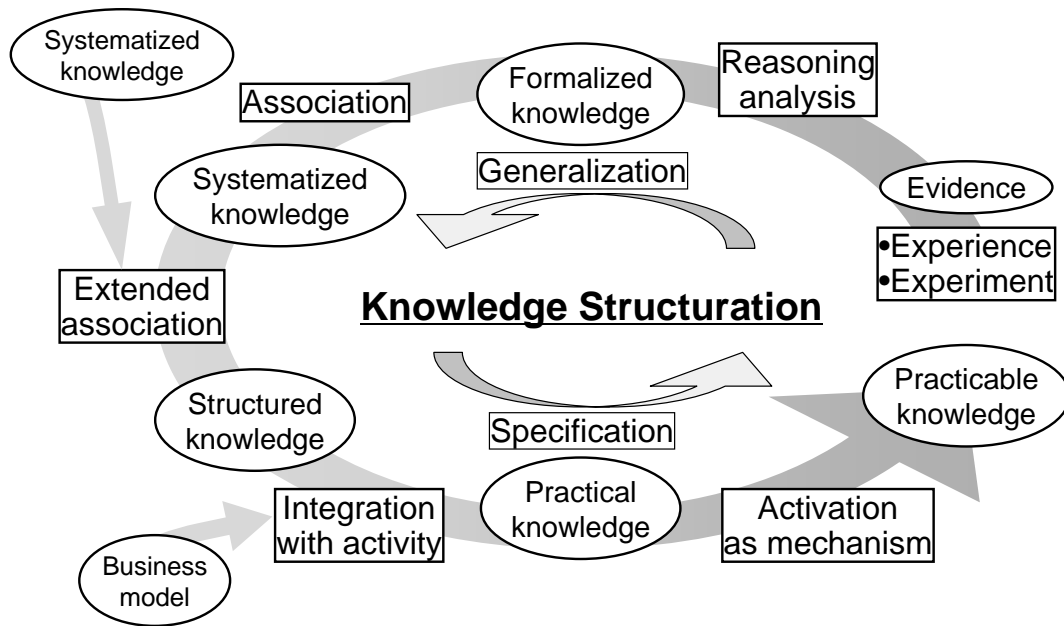 Systematized
knowledge
Association
Formalized
knowledge
Reasoning
analysis
Systematized
knowledge
Generalization
Evidence
•Experience
•Experiment
Extended
association
Knowledge Structuration
Structured
knowledge
Specification
Practicable
knowledge
Integration
with activity
Practical
knowledge
Activation
as mechanism
Business
model